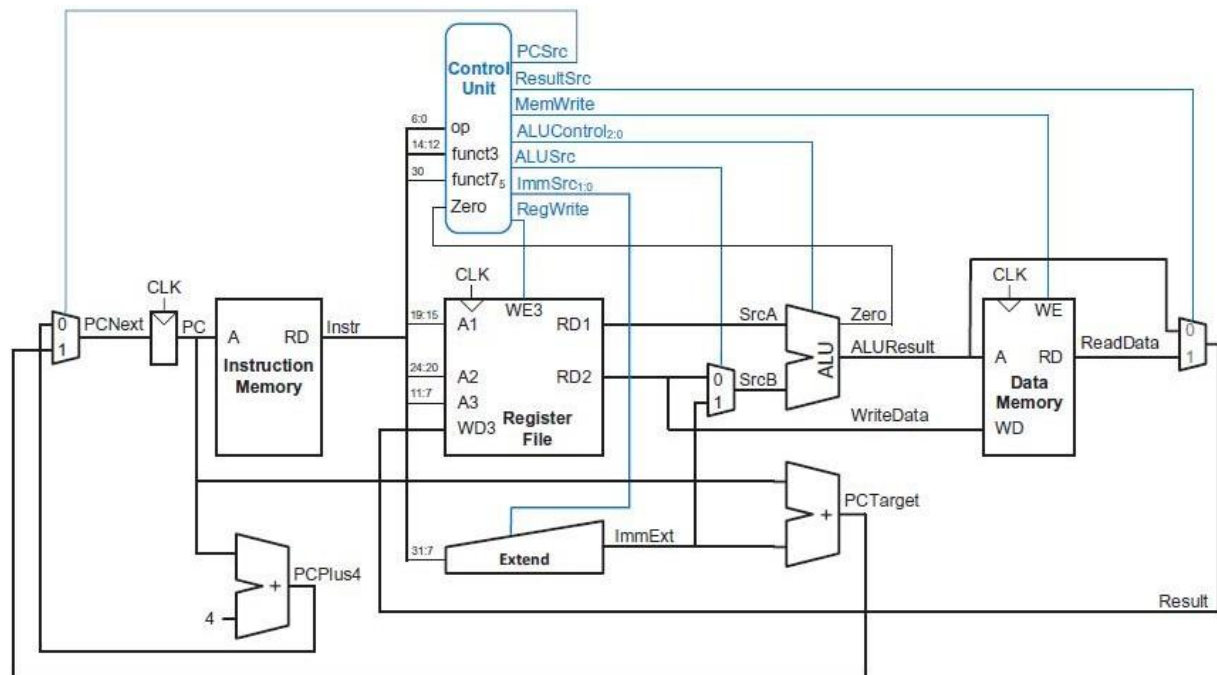 PCSrc
Control
Unit
ResultSrc
MemWrite
6:0
op
ALUControl2:0
14:12
funct3
ALUSrc
30
funct75
ImmSrc1:0
Zero
RegWrite
CLK
CLK
CLK
0
1
PCNext
PC
A
RD
Instruction
Memory
Instr
19:15
A1
WE3
RD1
24:20
A2
RD2
11:7
A3
WD3
Register
File
SrcA
0
1
SrcB
ALU
Zero
ALUResult
WriteData
WE
A
RD
Data
Memory
WD
ReadData
0
1
PCTarget
+
31:7
Extend
ImmExt
PCPlus4
+
4
Result